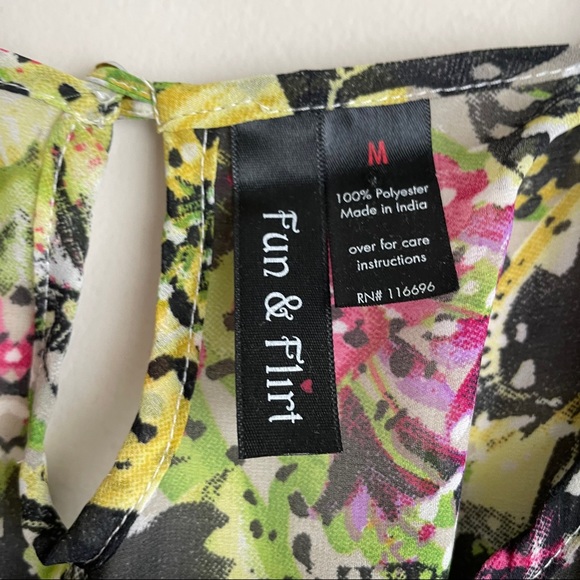 Fun & Flirt
M
100% Polyester
Made in India
over for care
instructions
RN# 116696